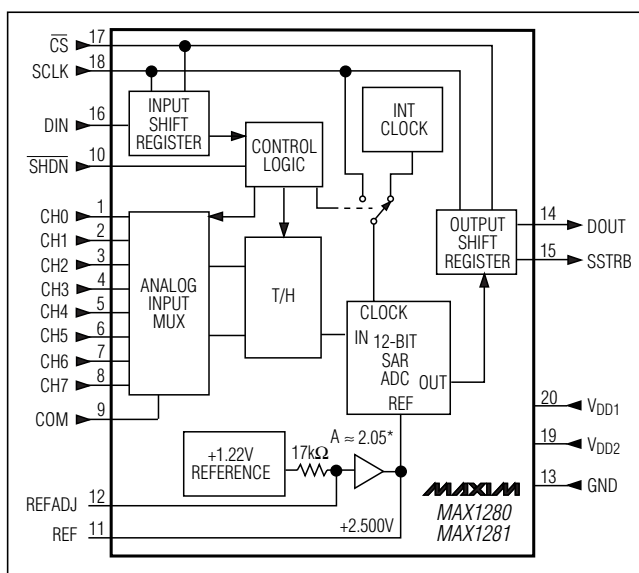 CS 17
SCLK 18
DIN 16
SHDN 10
CH0 1
CH1 2
CH2 3
CH3 4
CH4 5
CH5 6
CH6 7
CH7 8
COM 9
REFADJ 12
REF 11
INPUT
SHIFT
REGISTER
CONTROL
LOGIC
INT
CLOCK
ANALOG
INPUT
MUX
T/H
CLOCK
IN
12-BIT
SAR
ADC
OUT
REF
OUTPUT
SHIFT
REGISTER
+1.22V
REFERENCE
17kΩ
A ≈ 2.05*
+2.500V
14 DOUT
15 SSTRB
20 VDD1
19 VDD2
13 GND
MAXIM
MAX1280
MAX1281